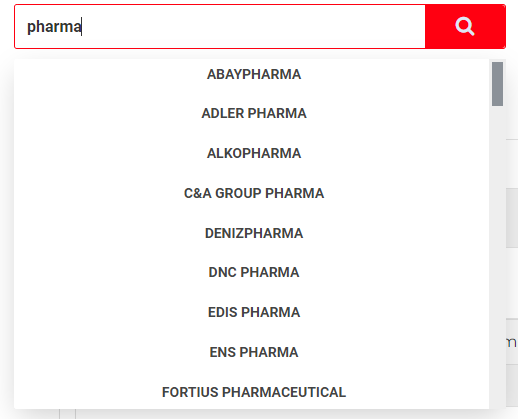 pharma
ABAYPHARMA
ADLER PHARMA
ALKOPHARMA
C&A GROUP PHARMA
DENIZPHARMA
DNC PHARMA
EDIS PHARMA
m
ENS PHARMA
FORTIUS PHARMACEUTICAL